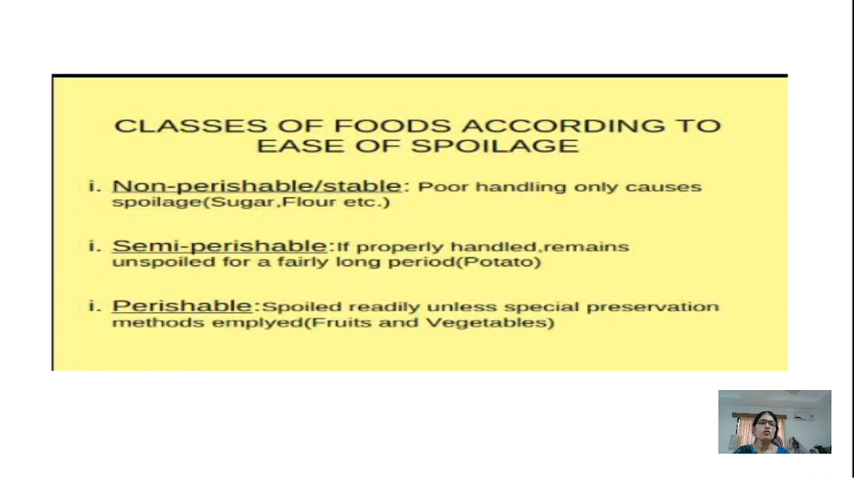 CLASSES OF FOODS ACCORDING TO
EASE OF SPOILAGE
i. Non-perishable/stable: Poor handling only causes
spoilage(Sugar,Flour etc.)
i. Semi-perishable:If properly handled,remains
unspoiled for a fairly long period(Potato)
i. Perishable:Spoiled readily unless special preservation
methods emplyed(Fruits and Vegetables)